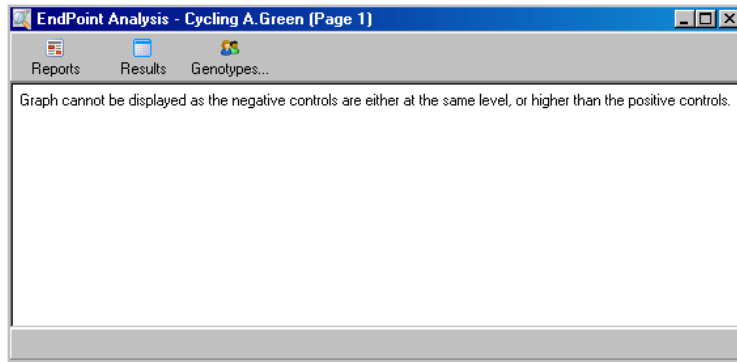 EndPoint Analysis - Cycling A.Green (Page 1)
Reports Results Genotypes...
Graph cannot be displayed as the negative controls are either at the same level, or higher than the positive controls.